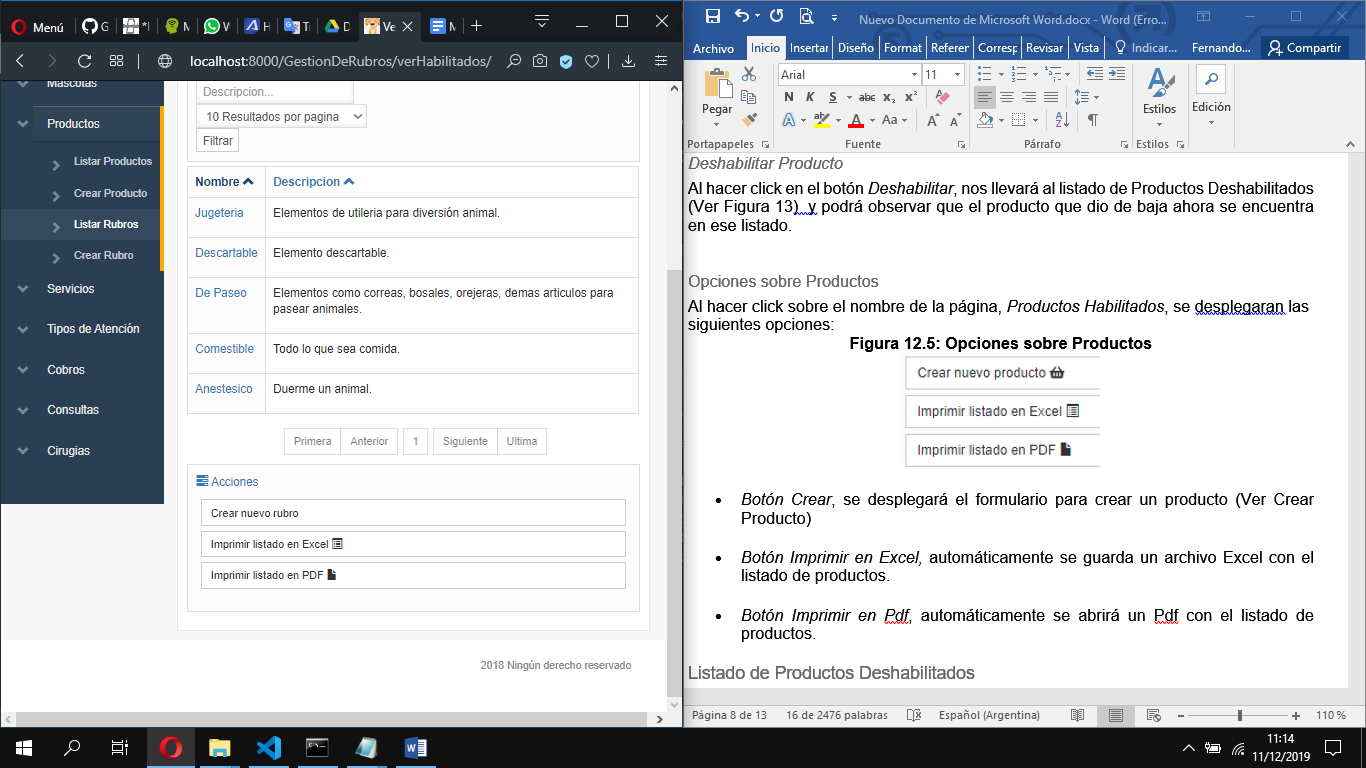 Menú
G
*I
M
W
A
H
Tr
D
Ve
M
localhost:8000/GestionDeRubros/verHabilitados/
Mascotas
Productos
Listar Productos
Crear Producto
Listar Rubros
Crear Rubro
Servicios
Tipos de Atención
Cobros
Consultas
Cirugias
Descripcion...
10 Resultados por pagina
Filtrar
Nombre Descripcion
Jugeteria Elementos de utileria para diversión animal.
Descartable Elemento descartable.
De Paseo Elementos como correas, bosales, orejeras, demas articulos para
pasear animales.
Comestible Todo lo que sea comida.
Anestesico Duerme un animal.
Primera Anterior 1 Siguiente Ultima
Acciones
Crear nuevo rubro
Imprimir listado en Excel
Imprimir listado en PDF
2018 Ningún derecho reservado
Nuevo Documento de Microsoft Word.docx - Word (Erro...
Archivo Inicio Insertar Diseño Format Referer Corresp Revisar Vista Indicar... Fernando... Compartir
Pegar
Arial 11
N K S abc x₂ x²
A A Aa A A
Estilos
Edición
Portapapeles Fuente Párrafo Estilos
Deshabilitar Producto
Al hacer click en el botón Deshabilitar, nos llevará al listado de Productos Deshabilitados
(Ver Figura 13) y podrá observar que el producto que dio de baja ahora se encuentra
en ese listado.
Opciones sobre Productos
Al hacer click sobre el nombre de la página, Productos Habilitados, se desplegaran las
siguientes opciones:
Figura 12.5: Opciones sobre Productos
Crear nuevo producto
Imprimir listado en Excel
Imprimir listado en PDF
• Botón Crear, se desplegará el formulario para crear un producto (Ver Crear
Producto)
• Botón Imprimir en Excel, automáticamente se guarda un archivo Excel con el
listado de productos.
• Botón Imprimir en Pdf, automáticamente se abrirá un Pdf con el listado de
productos.
Listado de Productos Deshabilitados
Página 8 de 13 16 de 2476 palabras Español (Argentina) 110 %
11:14
11/12/2019